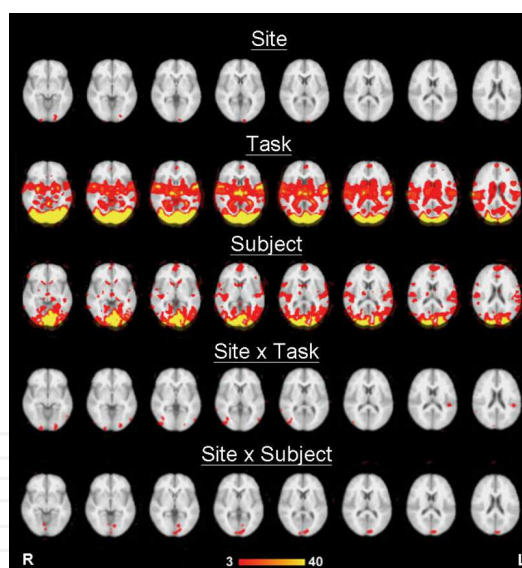 Site
Task
Subject
Site x Task
Site x Subject
R 3 40 L